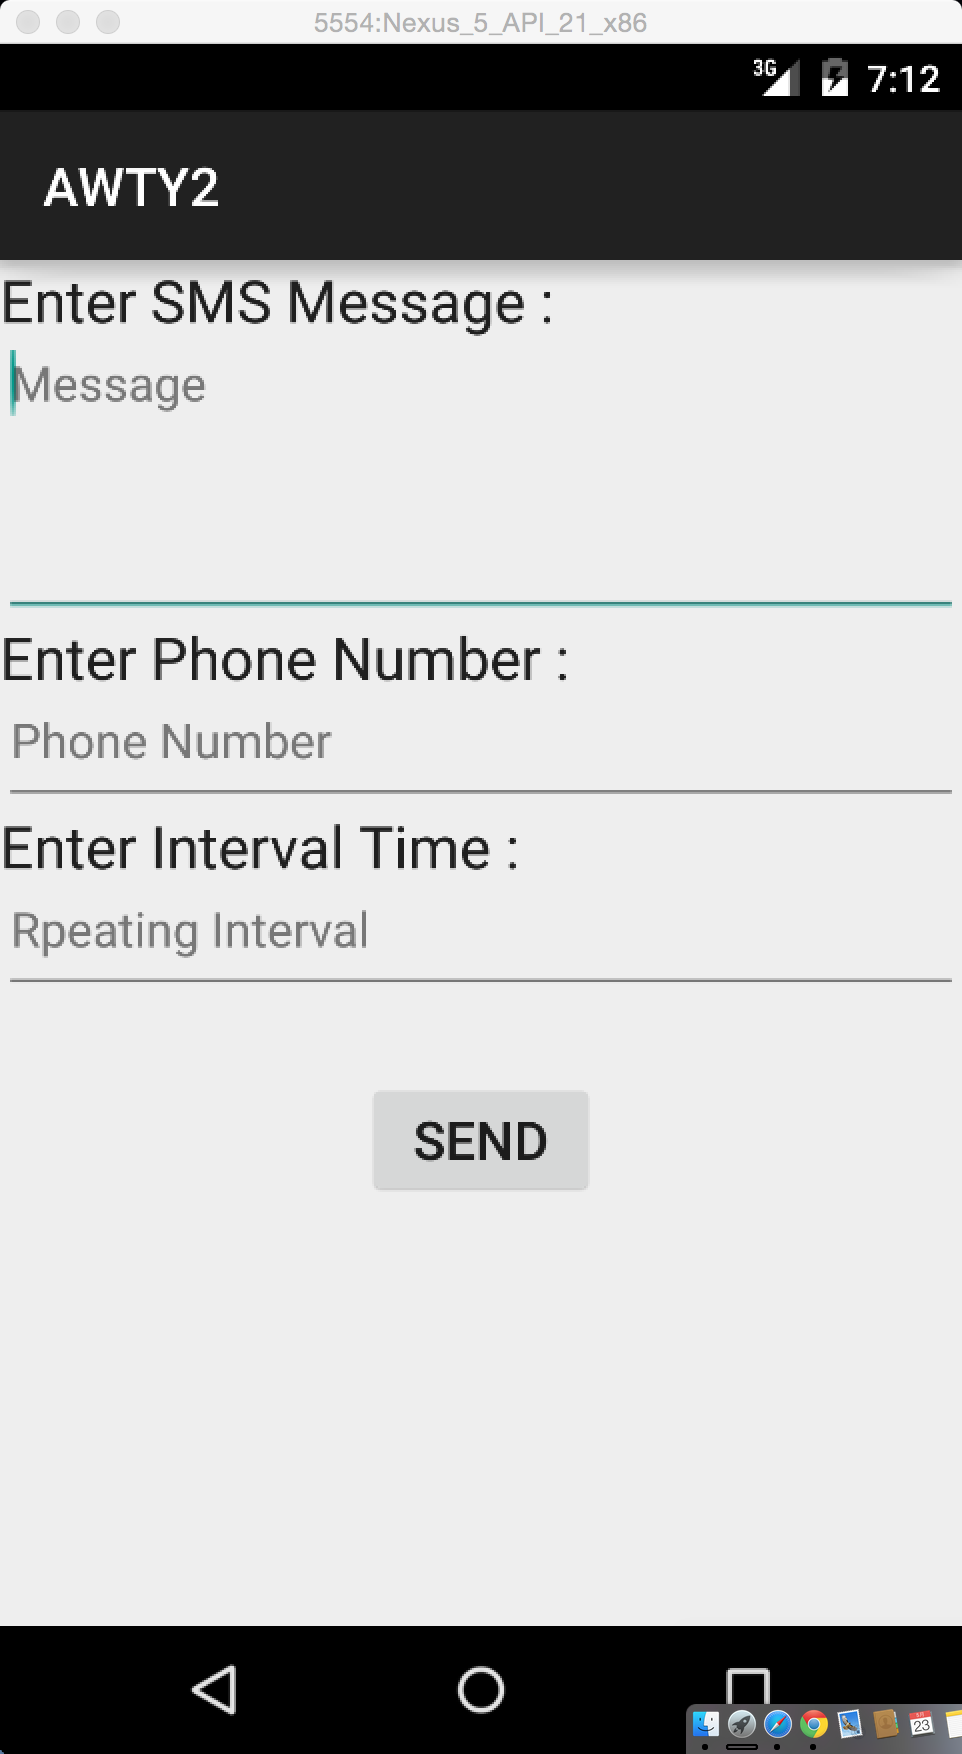 5554:Nexus_5_API_21_x86
3G 7:12
AWTY2
Enter SMS Message :
Message
Enter Phone Number :
Phone Number
Enter Interval Time :
Rpeating Interval
SEND
23